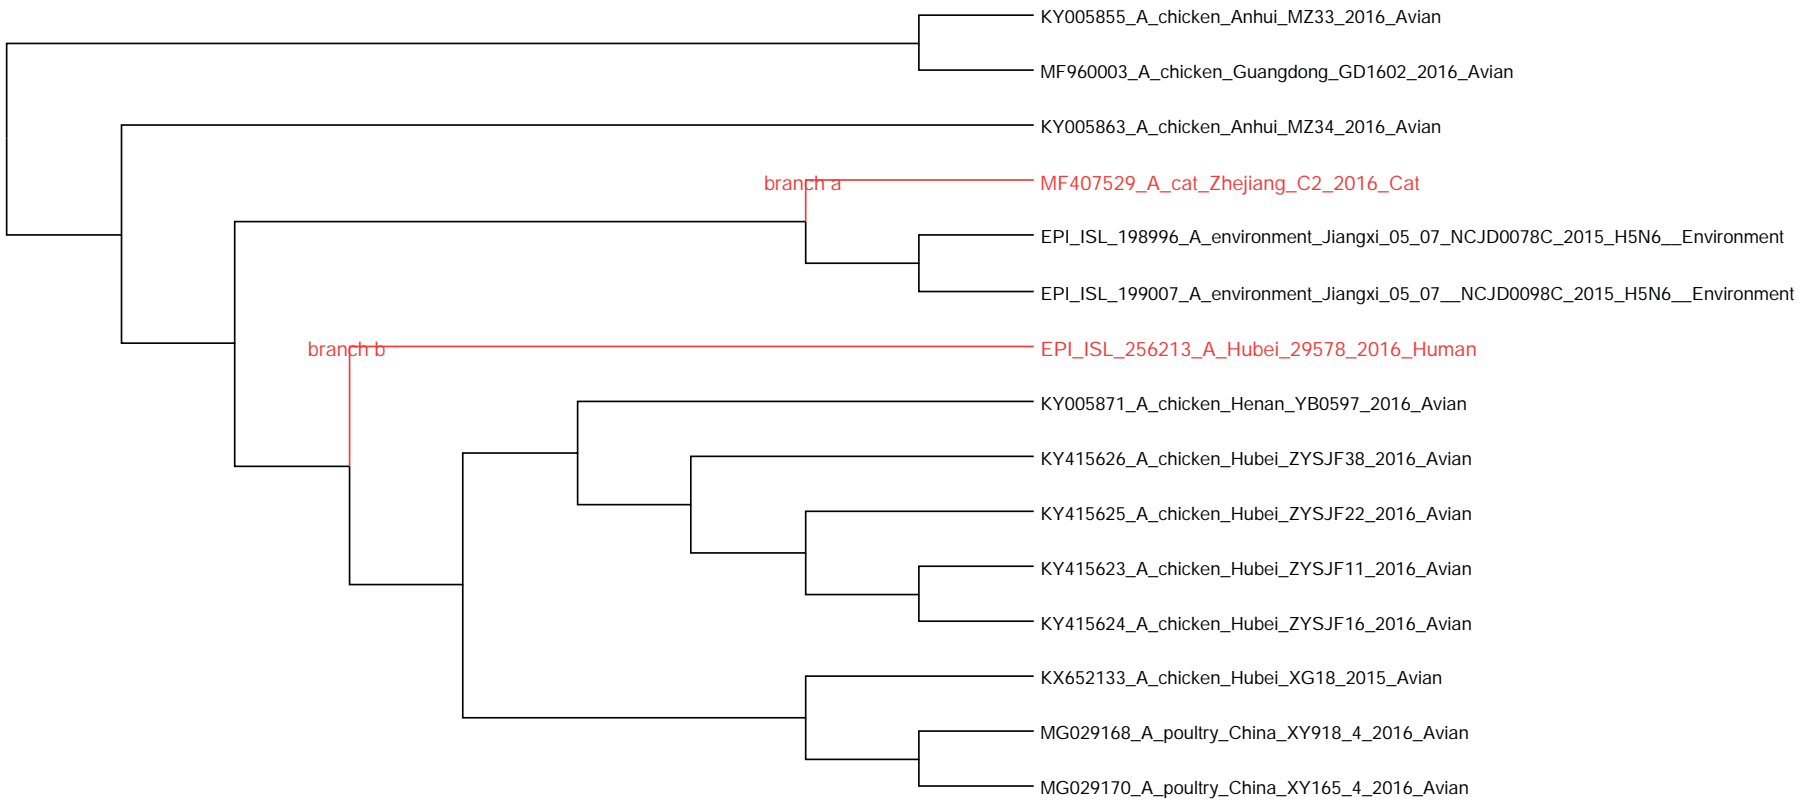 KY005855_A_chicken_Anhui_MZ33_2016_Avian
MF960003_A_chicken_Guangdong_GD1602_2016_Avian
KY005863_A_chicken_Anhui_MZ34_2016_Avian
branch a
MF407529_A_cat_Zhejiang_C2_2016_Cat
EPI_ISL_198996_A_environment_Jiangxi_05_07_NCJD0078C_2015_H5N6__Environment
EPI_ISL_199007_A_environment_Jiangxi_05_07__NCJD0098C_2015_H5N6__Environment
branch b
EPI_ISL_256213_A_Hubei_29578_2016_Human
KY005871_A_chicken_Henan_YB0597_2016_Avian
KY415626_A_chicken_Hubei_ZYSJF38_2016_Avian
KY415625_A_chicken_Hubei_ZYSJF22_2016_Avian
KY415623_A_chicken_Hubei_ZYSJF11_2016_Avian
KY415624_A_chicken_Hubei_ZYSJF16_2016_Avian
KX652133_A_chicken_Hubei_XG18_2015_Avian
MG029168_A_poultry_China_XY918_4_2016_Avian
MG029170_A_poultry_China_XY165_4_2016_Avian